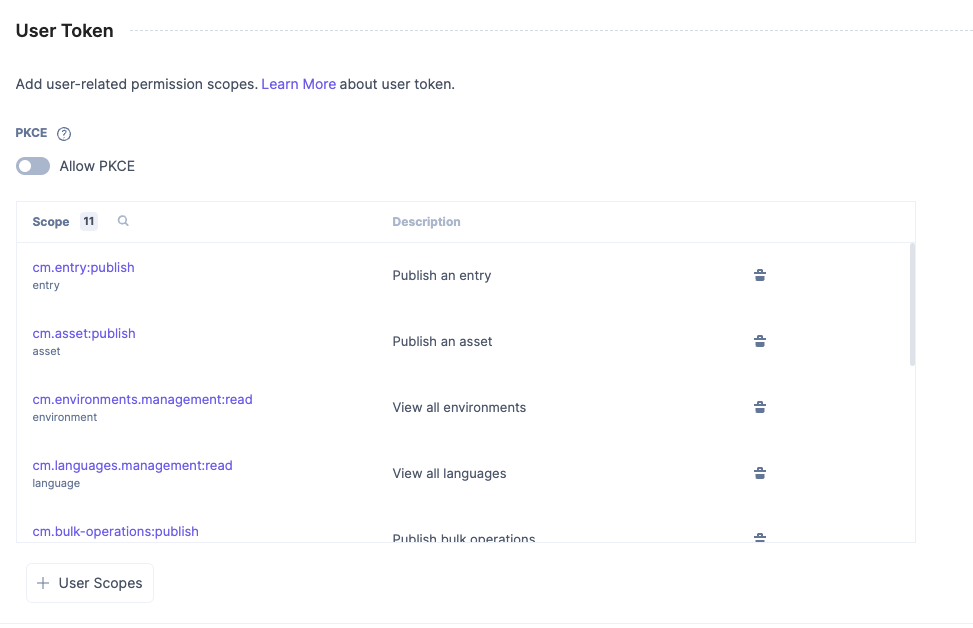 User Token
Add user-related permission scopes. Learn More about user token.
PKCE ?
Allow PKCE
Scope 11 Description
cm.entry:publish
entry
Publish an entry
cm.asset:publish
asset
Publish an asset
cm.environments.management:read
environment
View all environments
cm.languages.management:read
language
View all languages
cm.bulk-operations:publish
Publish bulk operations
+ User Scopes